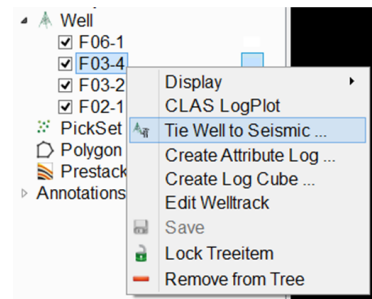 Well
F06-1
F03-4
F03-2
F02-1
PickSet
Polygon
Prestack
Annotations
Display
CLAS LogPlot
Tie Well to Seismic ...
Create Attribute Log ...
Create Log Cube ...
Edit Welltrack
Save
Lock Treeitem
Remove from Tree